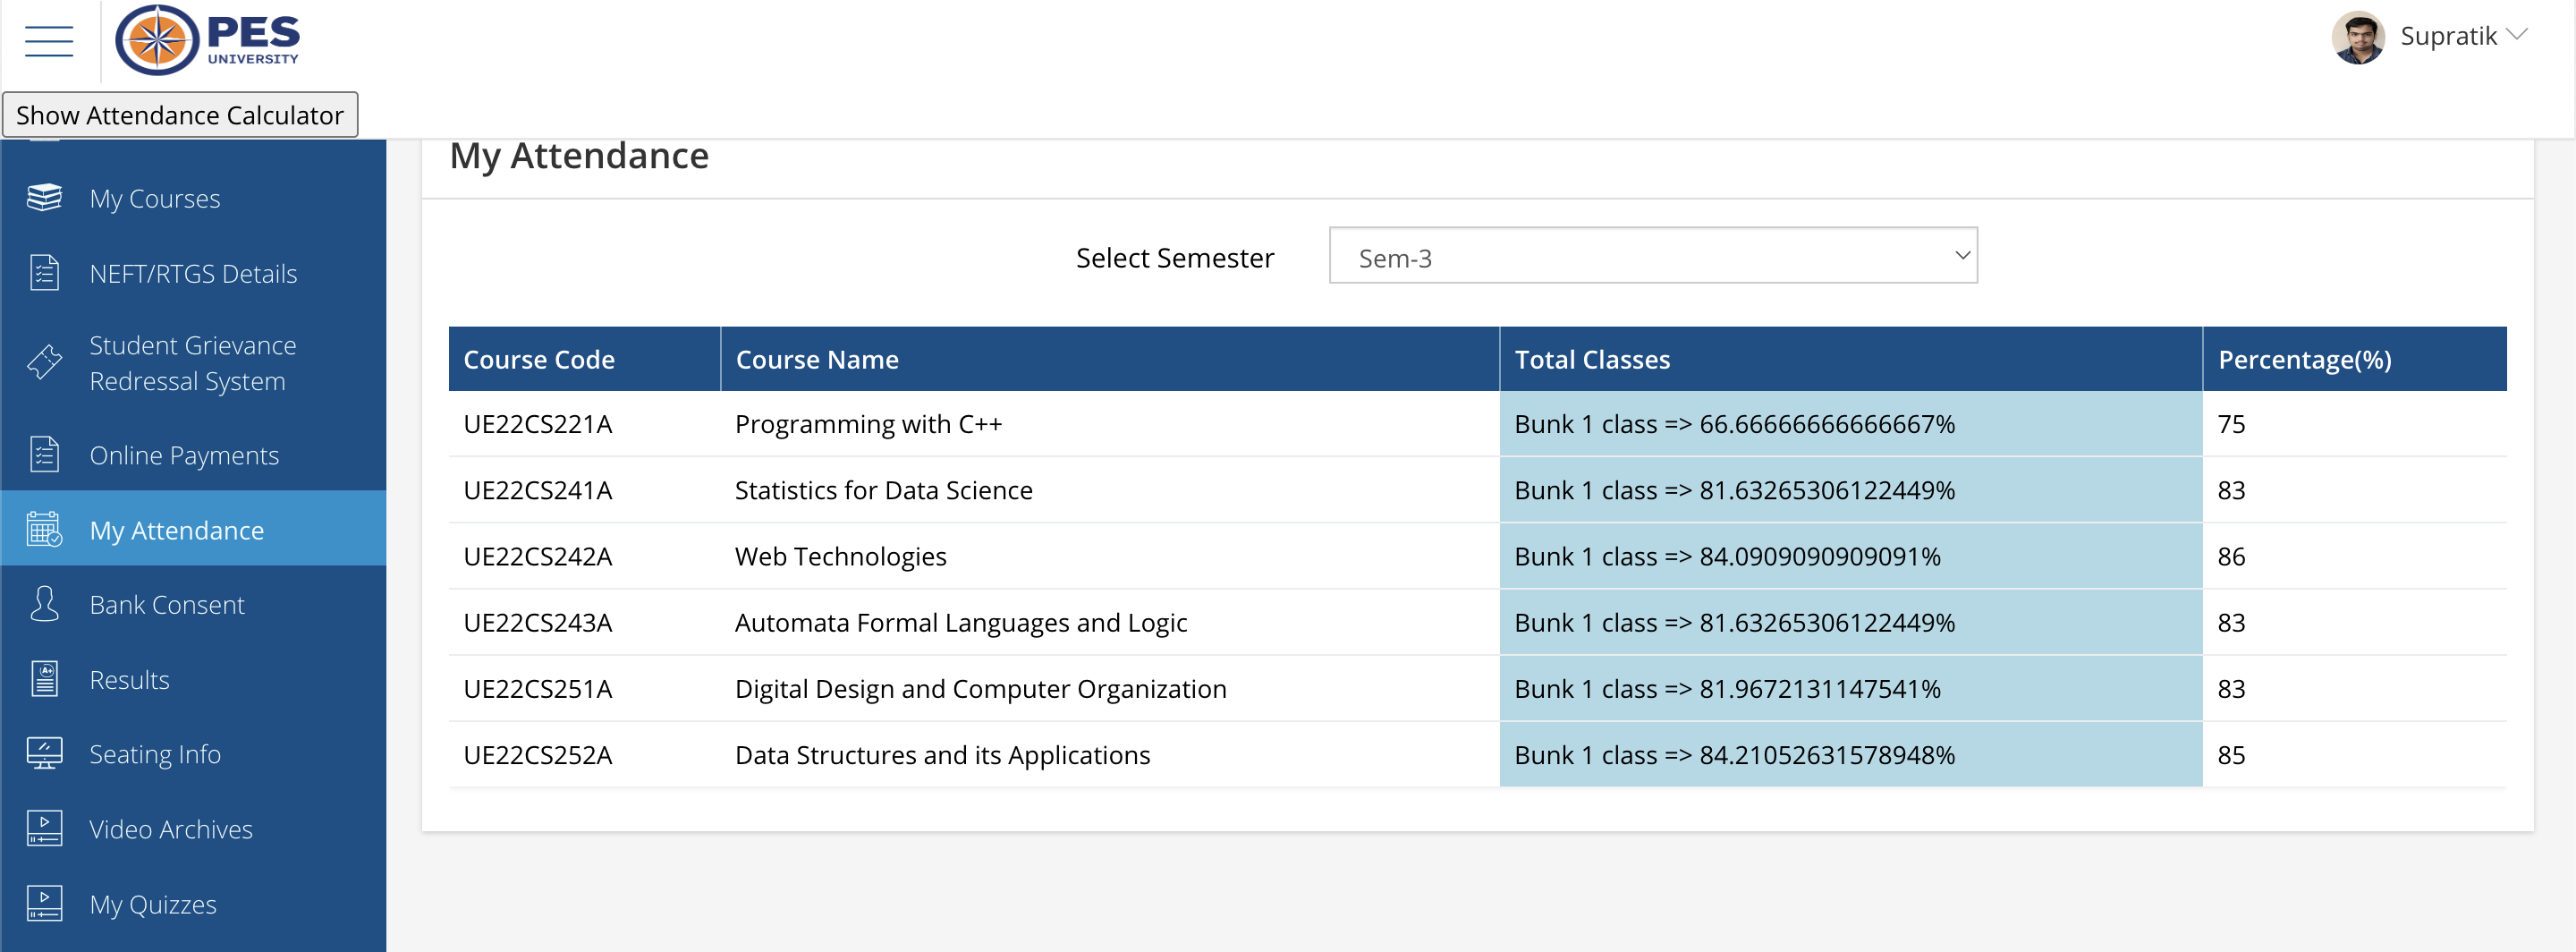 PES
UNIVERSITY
Supratik
Show Attendance Calculator
My Courses
NEFT/RTGS Details
Student Grievance
Redressal System
Online Payments
My Attendance
Bank Consent
Results
Seating Info
Video Archives
My Quizzes
My Attendance
Select Semester Sem-3
Course Code Course Name Total Classes Percentage(%)
UE22CS221A Programming with C++ Bunk 1 class => 66.66666666666667% 75
UE22CS241A Statistics for Data Science Bunk 1 class => 81.63265306122449% 83
UE22CS242A Web Technologies Bunk 1 class => 84.0909090909091% 86
UE22CS243A Automata Formal Languages and Logic Bunk 1 class => 81.63265306122449% 83
UE22CS251A Digital Design and Computer Organization Bunk 1 class => 81.9672131147541% 83
UE22CS252A Data Structures and its Applications Bunk 1 class => 84.21052631578948% 85